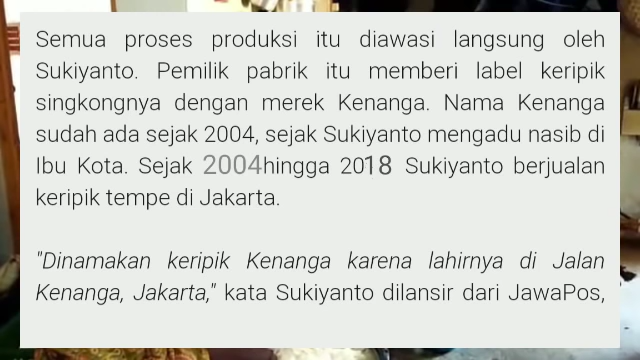 Semua proses produksi itu diawasi langsung oleh
Sukiyanto. Pemilik pabrik itu memberi label keripik
singkongnya dengan merek Kenanga. Nama Kenanga
sudah ada sejak 2004, sejak Sukiyanto mengadu nasib di
Ibu Kota. Sejak 2004hingga 2018 Sukiyanto berjualan
keripik tempe di Jakarta.

"Dinamakan keripik Kenanga karena lahirnya di Jalan
Kenanga, Jakarta," kata Sukiyanto dilansir dari JawaPos,